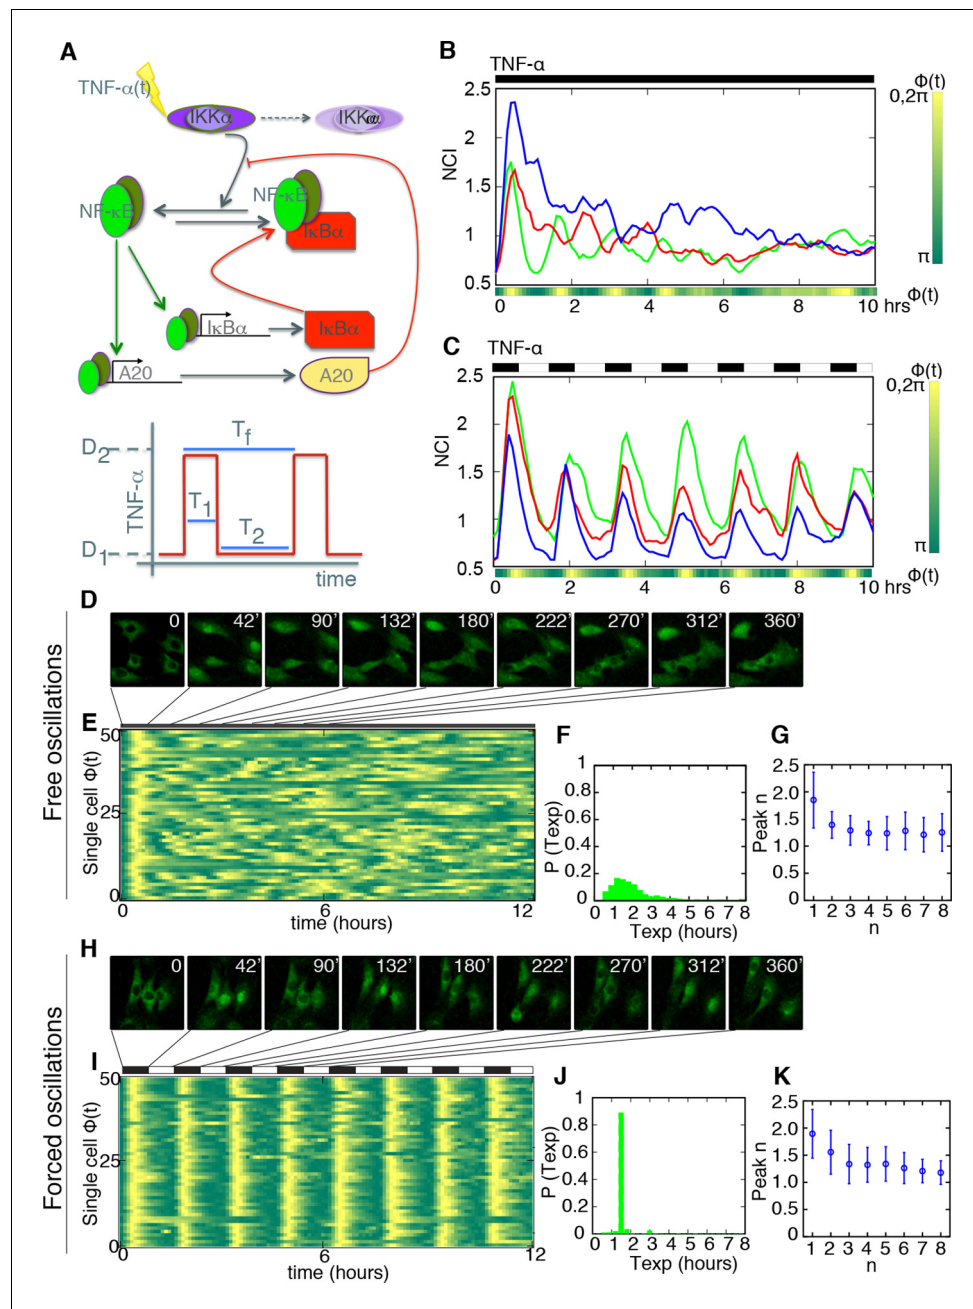 A
TNF-α(t)
IKKα
IKKαα
NF-κB
NF-κB
IκBα
IκBα
IκBα
A20
A20
D2
Tf
TNF-α
T1
T2
D1
time
B
TNF-α
Φ(t)
0,2π
2.5
2
NCI
1.5
1
π
0.5
0 2 4 6 8 10
hrs
Φ(t)
C
TNF-α
Φ(t)
0,2π
2.5
2
NCI
1.5
1
π
0.5
0 2 4 6 8 10
hrs
Φ(t)
Free oscillations
D
0 42' 90' 132' 180' 222' 270' 312' 360'
E
50
25
0
Single cell Φ(t)
0 6 12
time (hours)
F
1
0.8
0.6
0.4
0.2
0
P (Texp)
0 1 2 3 4 5 6 7 8
Texp (hours)
G
2.5
2.0
1.5
1.0
0.5
0
Peak n
1 2 3 4 5 6 7 8
n
Forced oscillations
H
0 42' 90' 132' 180' 222' 270' 312' 360'
I
50
25
0
Single cell Φ(t)
0 6 12
time (hours)
J
1
0.8
0.6
0.4
0.2
0
P (Texp)
0 1 2 3 4 5 6 7 8
Texp (hours)
K
2.5
2.0
1.5
1.0
0.5
0
Peak n
1 2 3 4 5 6 7 8
n